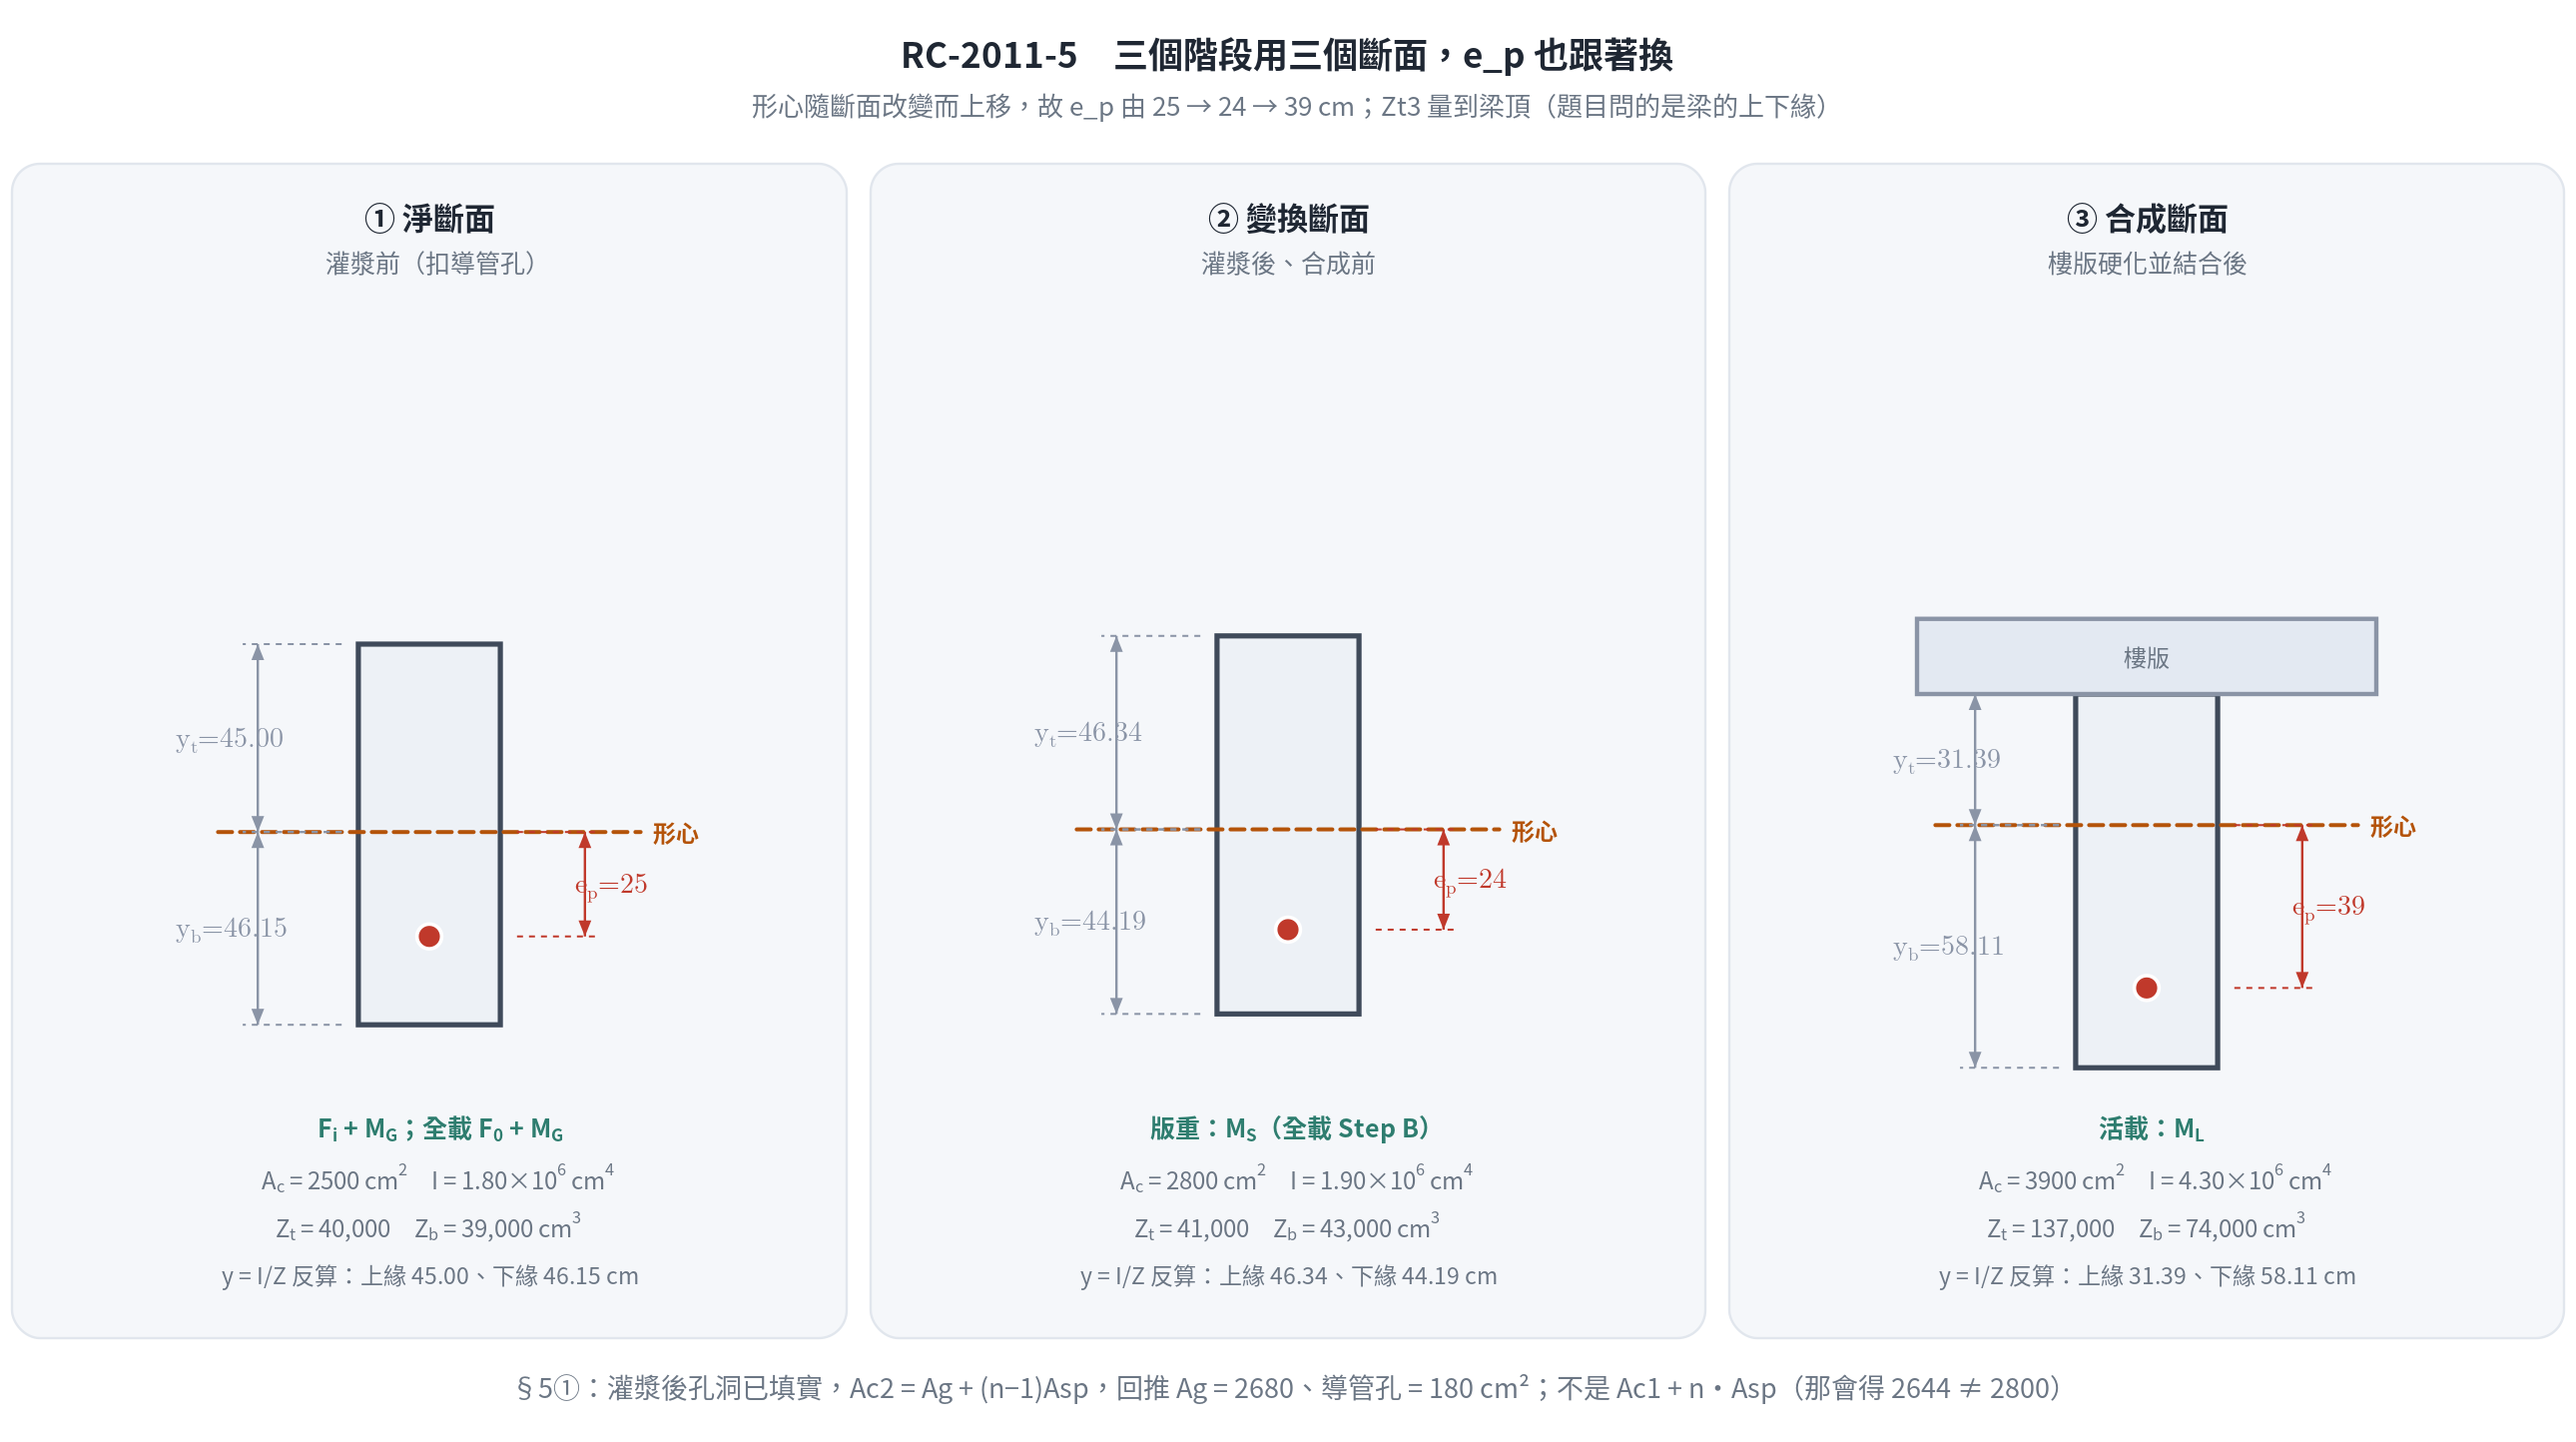 RC-2011-5　三個階段用三個斷面，e_p 也跟著換
形心隨斷面改變而上移，故 e_p 由 25 → 24 → 39 cm；Zt3 量到梁頂（題目問的是梁的上下緣）
① 淨斷面
灌漿前（扣導管孔）
yt=45.00
形心
ep=25
yb=46.15
Fi + MG；全載 F0 + MG
Ac = 2500 cm²　I = 1.80×10⁶ cm⁴
Zt = 40,000　Zb = 39,000 cm³
y = I/Z 反算：上緣 45.00、下緣 46.15 cm
② 變換斷面
灌漿後、合成前
yt=46.34
形心
ep=24
yb=44.19
版重：MS（全載 Step B）
Ac = 2800 cm²　I = 1.90×10⁶ cm⁴
Zt = 41,000　Zb = 43,000 cm³
y = I/Z 反算：上緣 46.34、下緣 44.19 cm
③ 合成斷面
樓版硬化並結合後
樓版
yt=31.39
形心
ep=39
yb=58.11
活載：ML
Ac = 3900 cm²　I = 4.30×10⁶ cm⁴
Zt = 137,000　Zb = 74,000 cm³
y = I/Z 反算：上緣 31.39、下緣 58.11 cm
§5①：灌漿後孔洞已填實，Ac2 = Ag + (n−1)Asp，回推 Ag = 2680、導管孔 = 180 cm²；不是 Ac1 + n·Asp（那會得 2644 ≠ 2800）